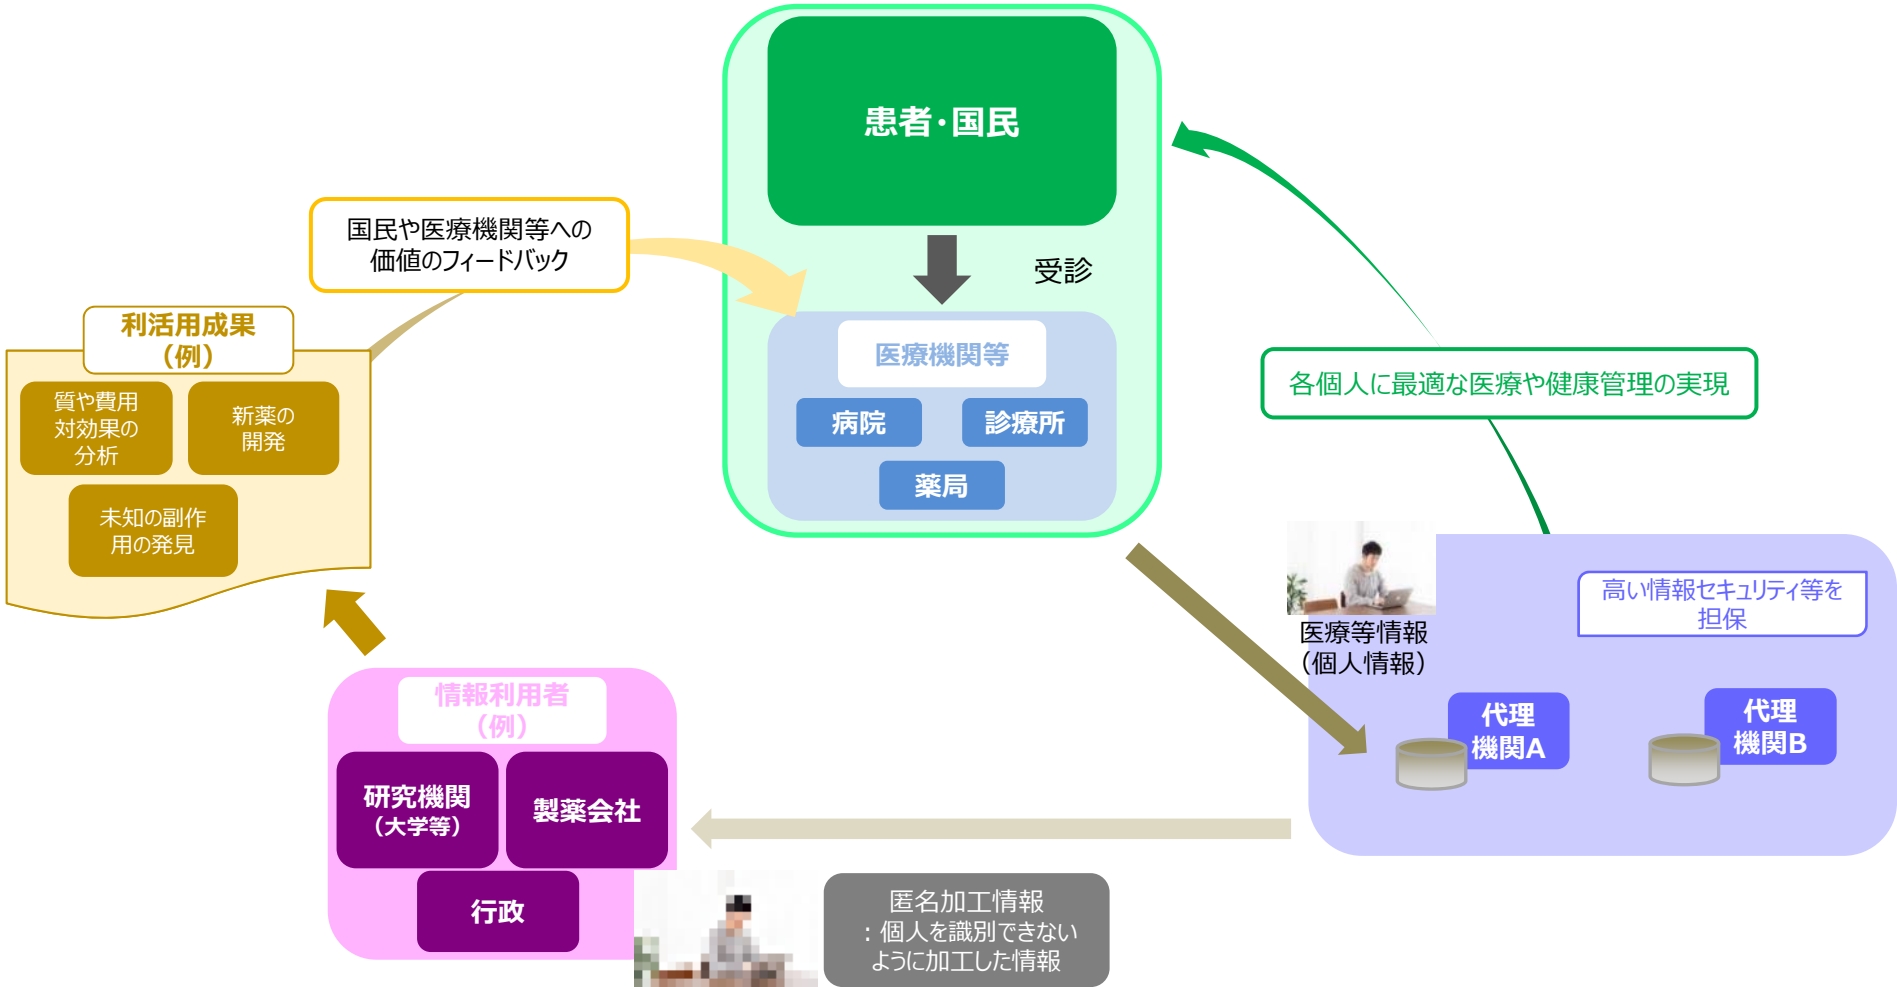 患者・国民
受診
医療機関等
病院
診療所
薬局
国民や医療機関等への
価値のフィードバック
利活用成果
（例）
質や費用
対効果の
分析
新薬の
開発
未知の副作
用の発見
各個人に最適な医療や健康管理の実現
医療等情報
（個人情報）
高い情報セキュリティ等を
担保
代理
機関A
代理
機関B
情報利用者
（例）
研究機関
（大学等）
製薬会社
行政
匿名加工情報
：個人を識別できない
ように加工した情報